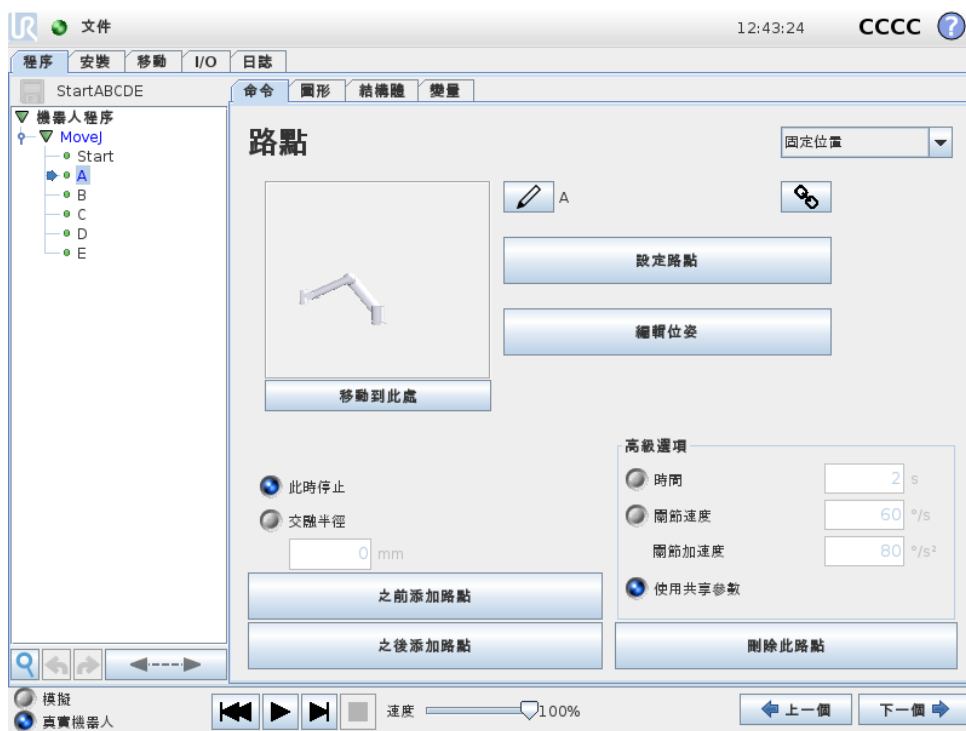 UR 文件 12:43:24 CCCC ?
程序 安裝 移動 I/O 日誌
StartABCDE
命令 圖形 結構體 變量
機器人程序
MoveJ
Start
A
B
C
D
E
路點
固定位置
A
設定路點
編輯位姿
移動到此處
此時停止
交融半徑
0 mm
高級選項
時間 2 s
關節速度 60 °/s
關節加速度 80 °/s²
使用共享參數
之前添加路點
之後添加路點
刪除此路點
模擬
真實機器人
速度 100%
上一個
下一個